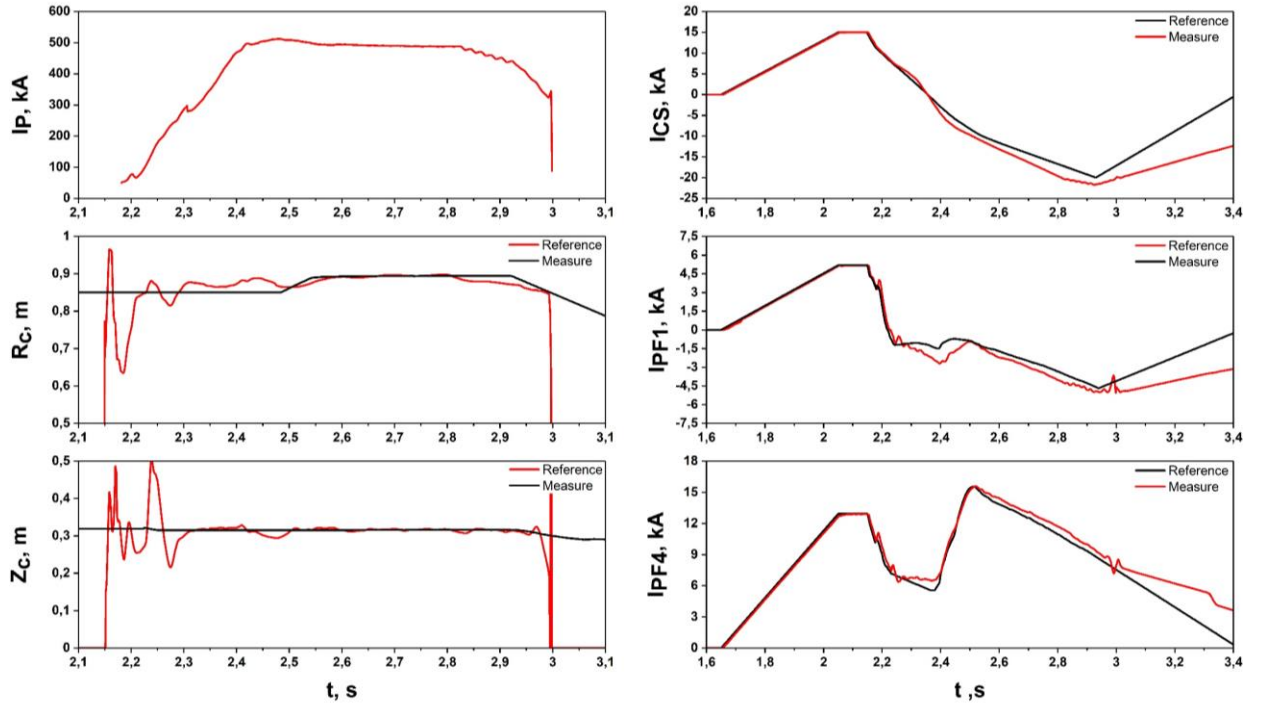 600
500
400
300
200
100
0
IP, kA
2,1 2,2 2,3 2,4 2,5 2,6 2,7 2,8 2,9 3 3,1
20
15
10
5
0
-5
-10
-15
-20
-25
ICS, kA
Reference
Measure
1,6 1,8 2 2,2 2,4 2,6 2,8 3 3,2 3,4
1
0,9
0,8
0,7
0,6
0,5
RC, m
Reference
Measure
2,1 2,2 2,3 2,4 2,5 2,6 2,7 2,8 2,9 3 3,1
7,5
6
4,5
3
1,5
0
-1,5
-3
-4,5
-6
-7,5
IPF1, kA
Reference
Measure
1,6 1,8 2 2,2 2,4 2,6 2,8 3 3,2 3,4
0,5
0,4
0,3
0,2
0,1
0
ZC, m
Reference
Measure
2,1 2,2 2,3 2,4 2,5 2,6 2,7 2,8 2,9 3 3,1
t, s
18
15
12
9
6
3
0
IPF4, kA
Reference
Measure
1,6 1,8 2 2,2 2,4 2,6 2,8 3 3,2 3,4
t ,s